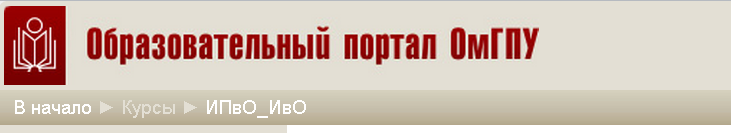 Образовательный портал ОмГПУ
В начало ► Курсы ► ИПвО_ИвО